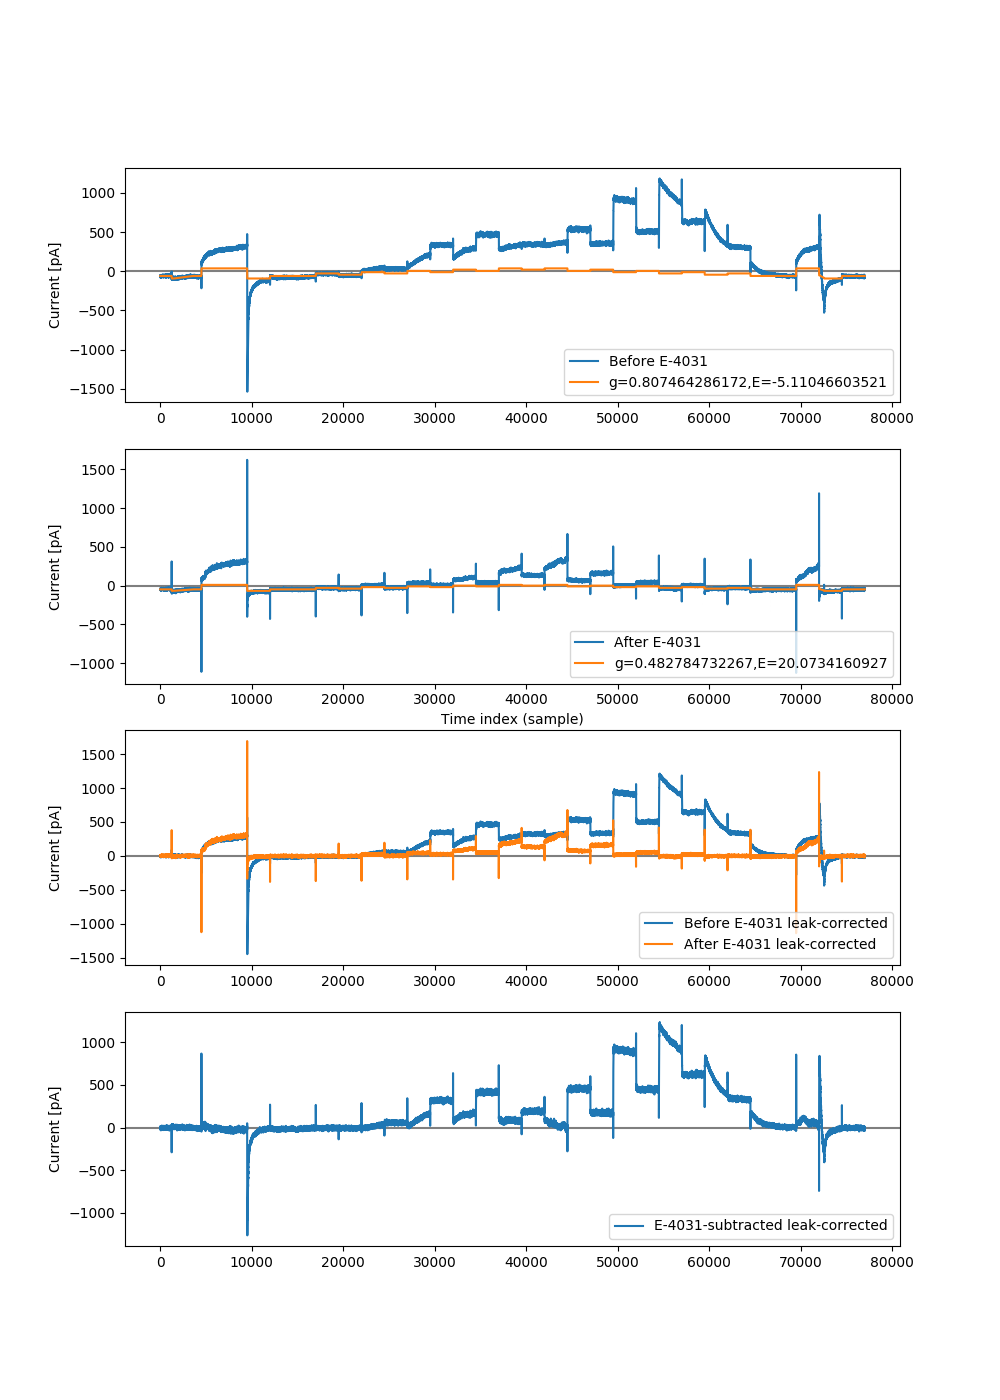 1000
500
0
−500
−1000
−1500
Current [pA]
Before E-4031
g=0.807464286172,E=-5.11046603521
0 10000 20000 30000 40000 50000 60000 70000 80000
1500
1000
500
0
−500
−1000
Current [pA]
After E-4031
g=0.482784732267,E=20.0734160927
0 10000 20000 30000 40000 50000 60000 70000 80000
Time index (sample)
1500
1000
500
0
−500
−1000
−1500
Current [pA]
Before E-4031 leak-corrected
After E-4031 leak-corrected
0 10000 20000 30000 40000 50000 60000 70000 80000
1000
500
0
−500
−1000
Current [pA]
E-4031-subtracted leak-corrected
0 10000 20000 30000 40000 50000 60000 70000 80000